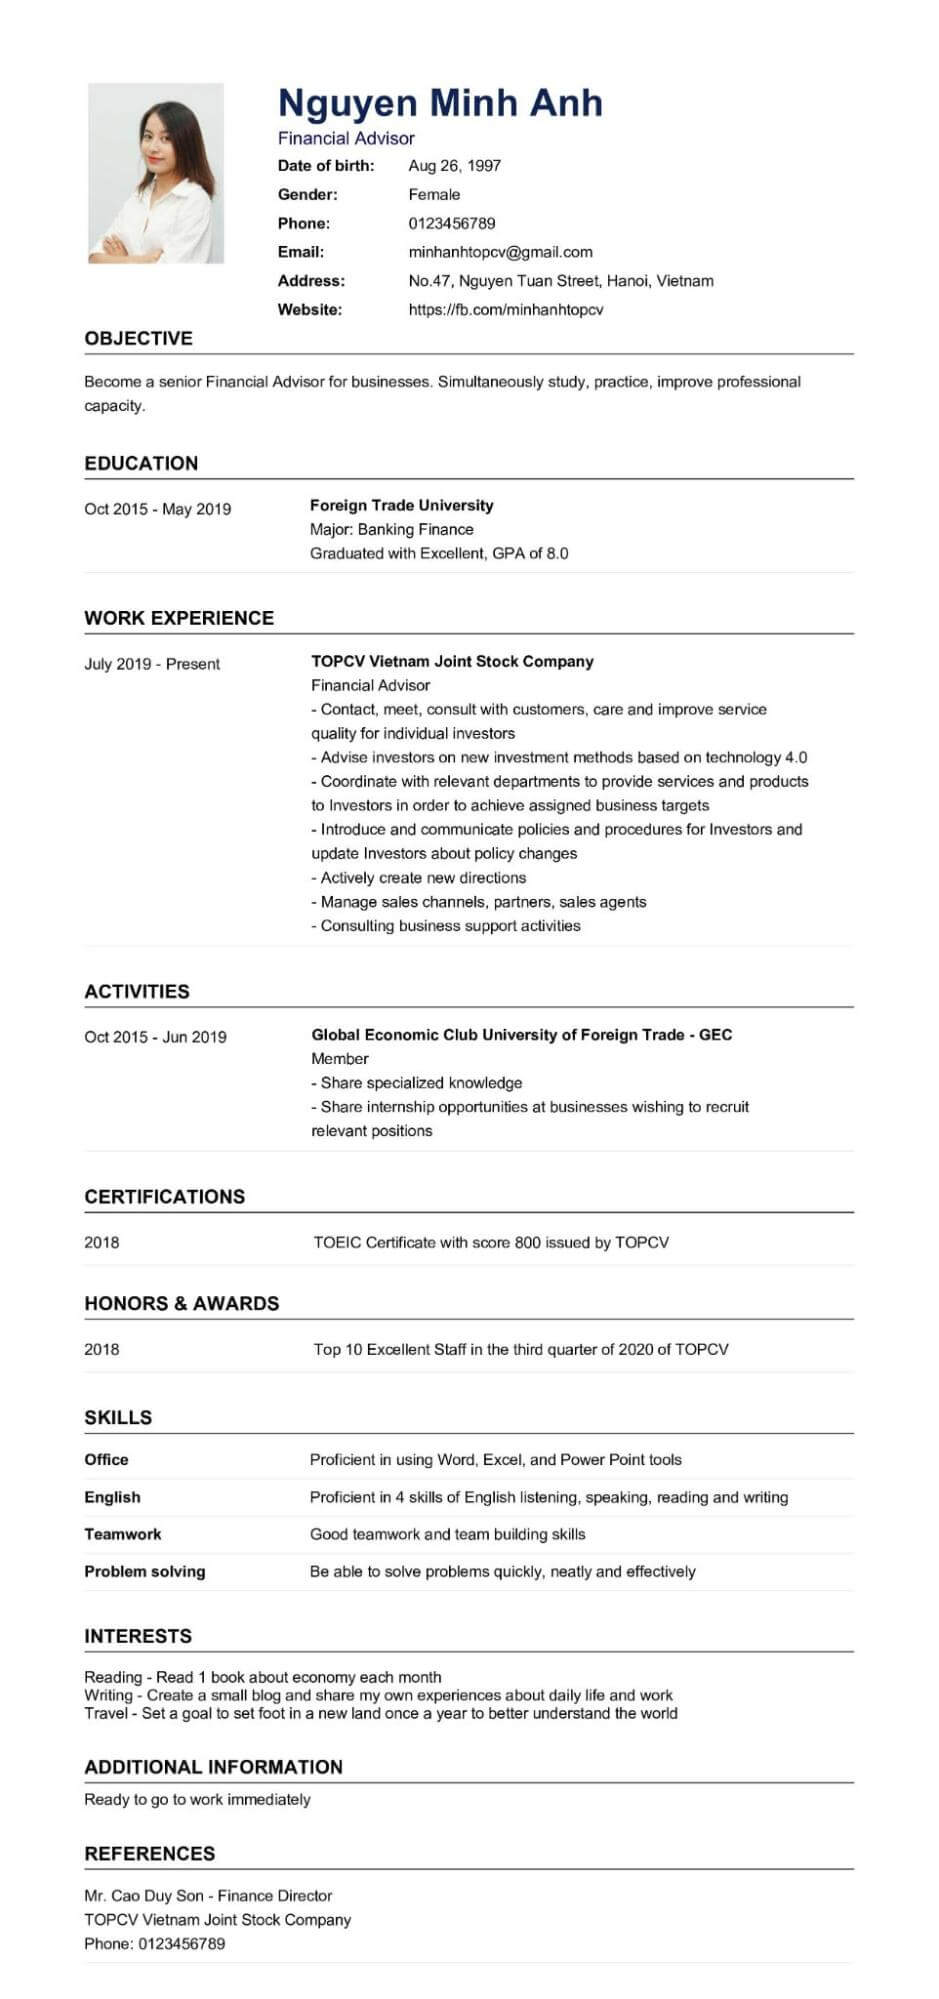 Nguyen Minh Anh
Financial Advisor
Date of birth: Aug 26, 1997
Gender: Female
Phone: 0123456789
Email: minhanhtopcv@gmail.com
Address: No.47, Nguyen Tuan Street, Hanoi, Vietnam
Website: https://fb.com/minhanhtopcv
OBJECTIVE
Become a senior Financial Advisor for businesses. Simultaneously study, practice, improve professional
capacity.
EDUCATION
Oct 2015 - May 2019 Foreign Trade University
Major: Banking Finance
Graduated with Excellent, GPA of 8.0
WORK EXPERIENCE
July 2019 - Present TOPCV Vietnam Joint Stock Company
Financial Advisor
- Contact, meet, consult with customers, care and improve service
quality for individual investors
- Advise investors on new investment methods based on technology 4.0
- Coordinate with relevant departments to provide services and products
to Investors in order to achieve assigned business targets
- Introduce and communicate policies and procedures for Investors and
update Investors about policy changes
- Actively create new directions
- Manage sales channels, partners, sales agents
- Consulting business support activities
ACTIVITIES
Oct 2015 - Jun 2019 Global Economic Club University of Foreign Trade - GEC
Member
- Share specialized knowledge
- Share internship opportunities at businesses wishing to recruit
relevant positions
CERTIFICATIONS
2018 TOEIC Certificate with score 800 issued by TOPCV
HONORS & AWARDS
2018 Top 10 Excellent Staff in the third quarter of 2020 of TOPCV
SKILLS
Office Proficient in using Word, Excel, and Power Point tools
English Proficient in 4 skills of English listening, speaking, reading and writing
Teamwork Good teamwork and team building skills
Problem solving Be able to solve problems quickly, neatly and effectively
INTERESTS
Reading - Read 1 book about economy each month
Writing - Create a small blog and share my own experiences about daily life and work
Travel - Set a goal to set foot in a new land once a year to better understand the world
ADDITIONAL INFORMATION
Ready to go to work immediately
REFERENCES
Mr. Cao Duy Son - Finance Director
TOPCV Vietnam Joint Stock Company
Phone: 0123456789